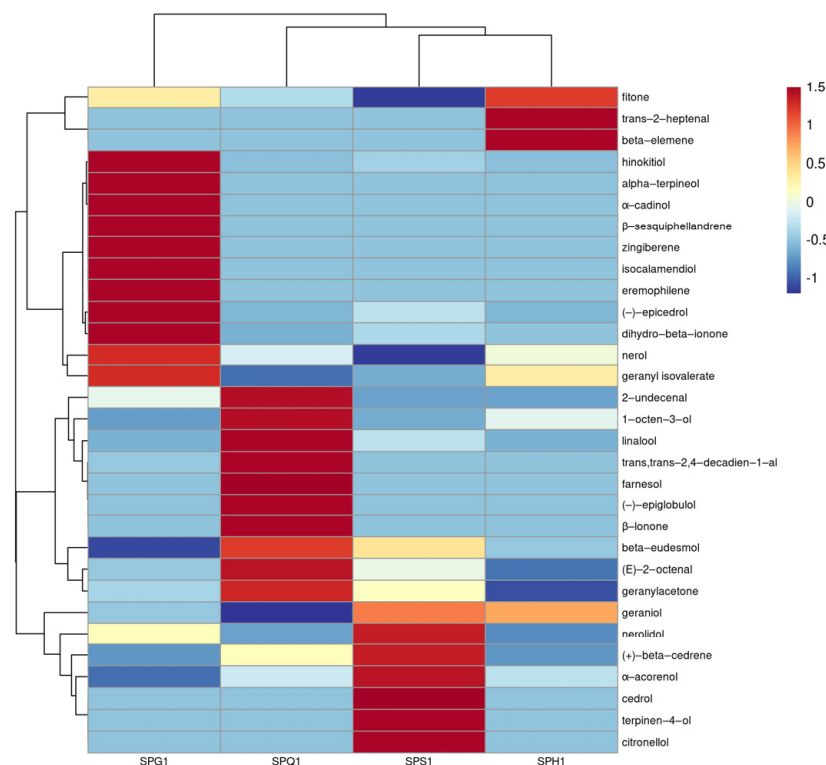 fitone
trans-2-heptenal
beta-elemene
hinokitiol
alpha-terpineol
α-cadinol
β-sesquiphellandrene
zingiberene
isocalamendiol
eremophilene
(-)-epicedrol
dihydro-beta-ionone
nerol
geranyl isovalerate
2-undecenal
1-octen-3-ol
linalool
trans,trans-2,4-decadien-1-al
farnesol
(-)-epiglobulol
β-Ionone
beta-eudesmol
(E)-2-octenal
geranylacetone
geraniol
nerolidol
(+)-beta-cedrene
α-acorenol
cedrol
terpinen-4-ol
citronellol
SPG1 SPQ1 SPS1 SPH1
1.5
1
0.5
0
-0.5
-1